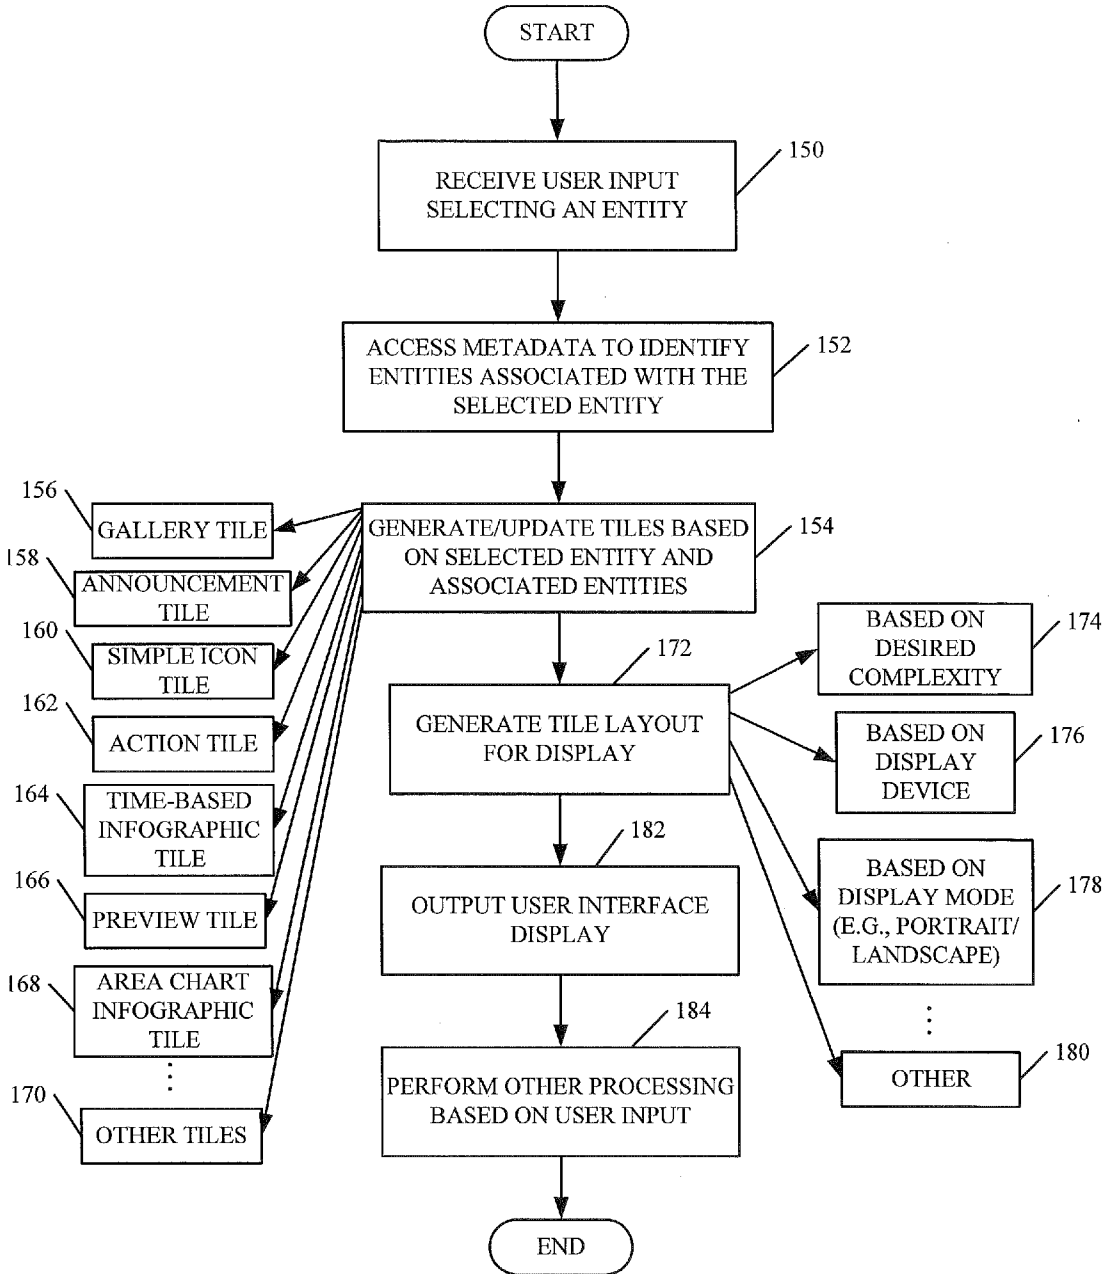 START
150
RECEIVE USER INPUT
SELECTING AN ENTITY
152
ACCESS METADATA TO IDENTIFY
ENTITIES ASSOCIATED WITH THE
SELECTED ENTITY
154
GENERATE/UPDATE TILES BASED
ON SELECTED ENTITY AND
ASSOCIATED ENTITIES
156
GALLERY TILE
158
ANNOUNCEMENT
TILE
160
SIMPLE ICON
TILE
162
ACTION TILE
164
TIME-BASED
INFOGRAPHIC
TILE
166
PREVIEW TILE
168
AREA CHART
INFOGRAPHIC
TILE
170
OTHER TILES
172
GENERATE TILE LAYOUT
FOR DISPLAY
174
BASED ON
DESIRED
COMPLEXITY
176
BASED ON
DISPLAY
DEVICE
178
BASED ON
DISPLAY MODE
(E.G., PORTRAIT/
LANDSCAPE)
180
OTHER
182
OUTPUT USER INTERFACE
DISPLAY
184
PERFORM OTHER PROCESSING
BASED ON USER INPUT
END